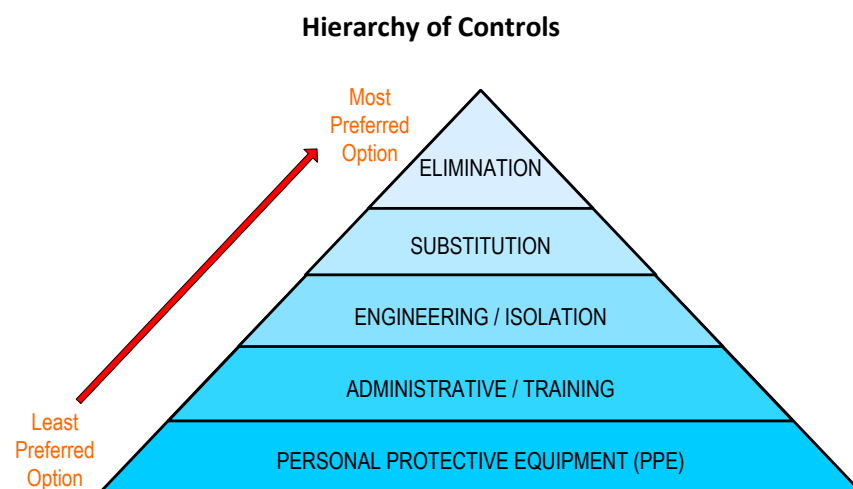 Hierarchy of Controls
Most
Preferred
Option
ELIMINATION
SUBSTITUTION
ENGINEERING / ISOLATION
ADMINISTRATIVE / TRAINING
Least
Preferred
Option
PERSONAL PROTECTIVE EQUIPMENT (PPE)